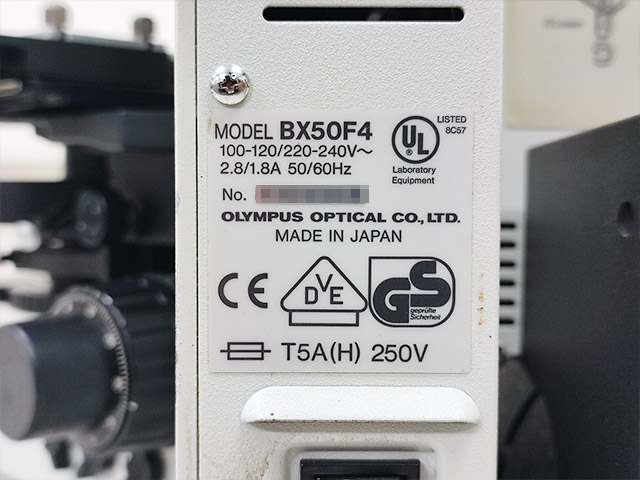 MODEL BX50F4
100-120/220-240V~
2.8/1.8A 50/60Hz
No.
UL
LISTED
8C57
Laboratory
Equipment
OLYMPUS OPTICAL CO., LTD.
MADE IN JAPAN
CE
DVE
GS
geprüfte
Sicherheit
T5A(H) 250V